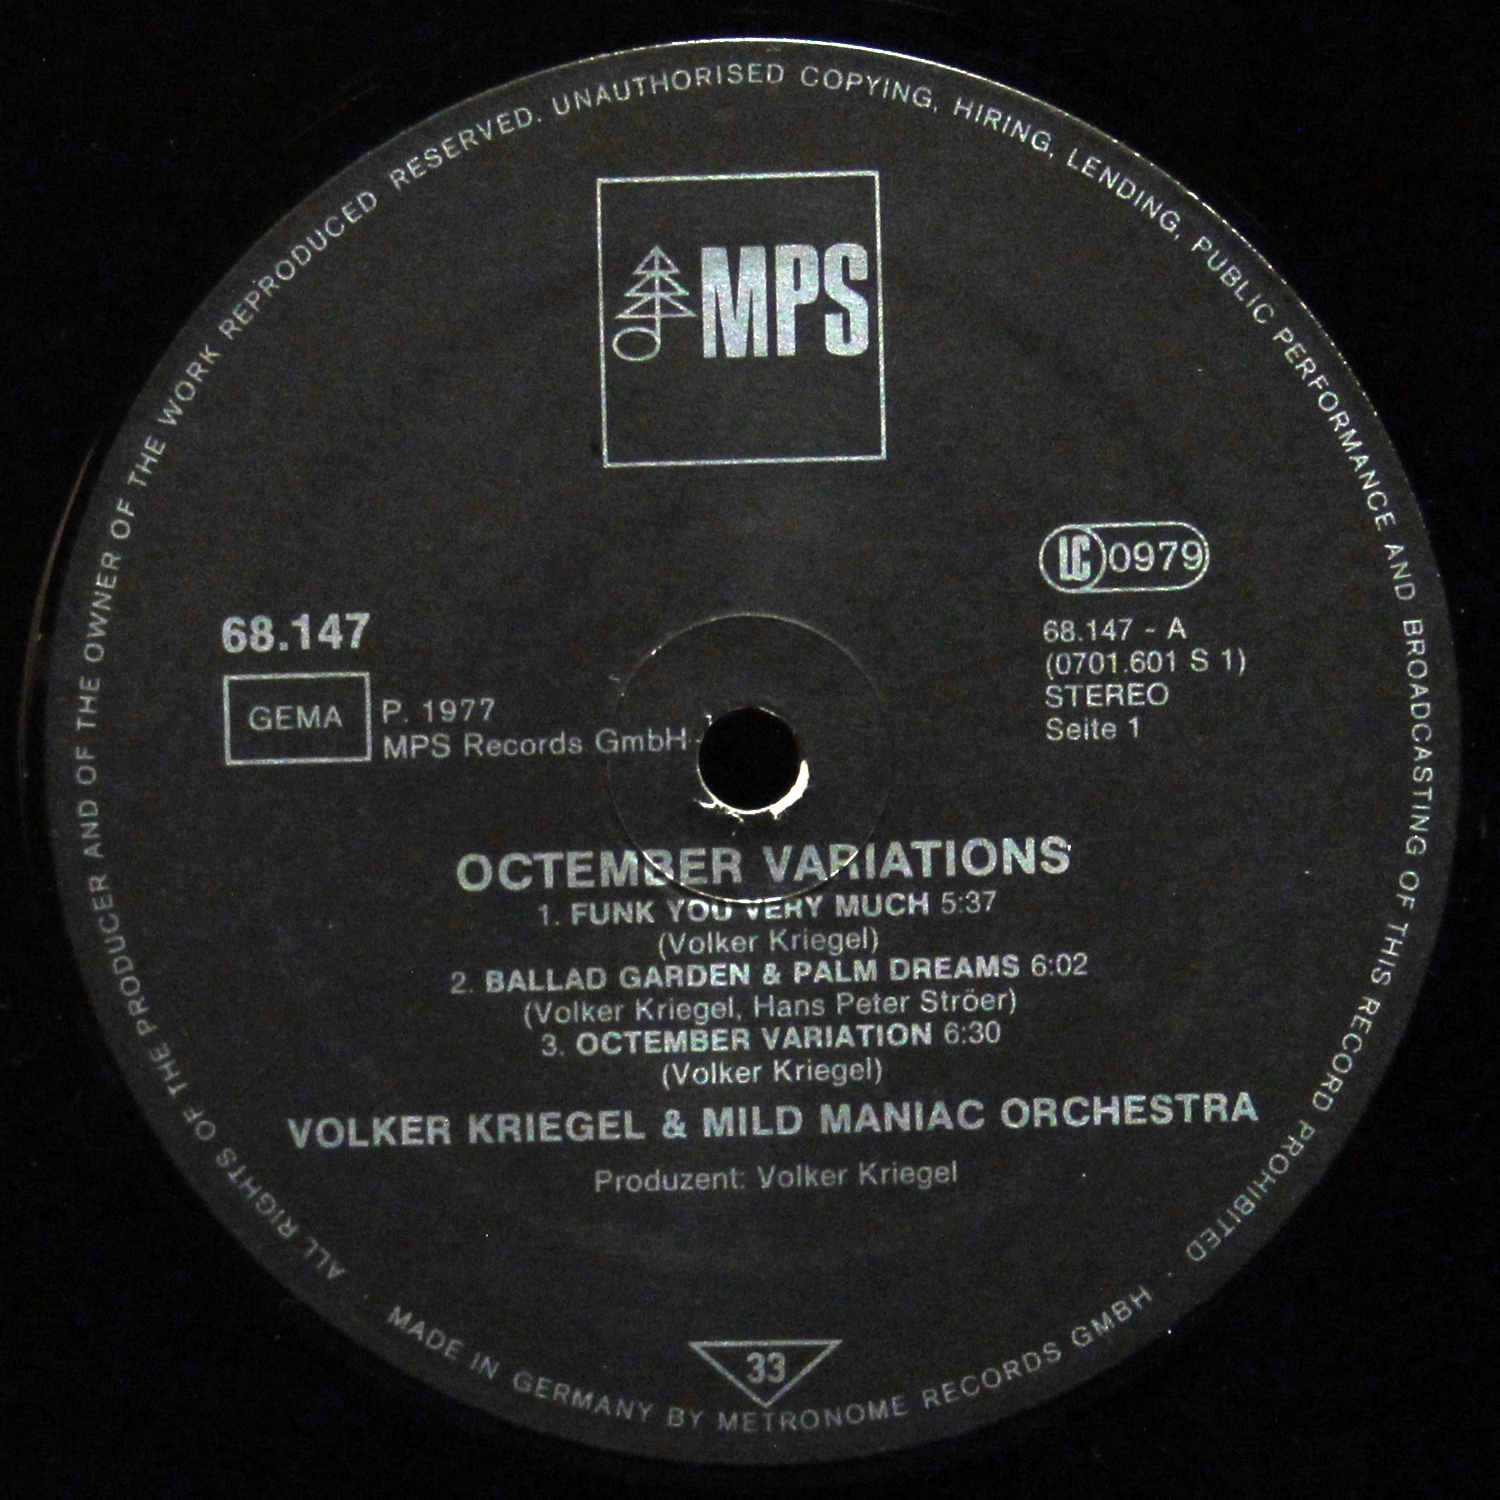 ALL RIGHTS OF THE PRODUCER AND OF THE OWNER OF THE WORK REPRODUCED RESERVED. UNAUTHORISED COPYING, HIRING, LENDING, PUBLIC PERFORMANCE AND BROADCASTING OF THIS RECORD PROHIBITED
MPS
LC 0979
68.147
GEMA
P. 1977
MPS Records GmbH
68.147 - A
(0701.601 S 1)
STEREO
Seite 1
OCTEMBER VARIATIONS
1. FUNK YOU VERY MUCH 5:37
(Volker Kriegel)
2. BALLAD GARDEN & PALM DREAMS 6:02
(Volker Kriegel, Hans Peter Ströer)
3. OCTEMBER VARIATION 6:30
(Volker Kriegel)
VOLKER KRIEGEL & MILD MANIAC ORCHESTRA
Produzent: Volker Kriegel
33
MADE IN GERMANY BY METRONOME RECORDS GMBH